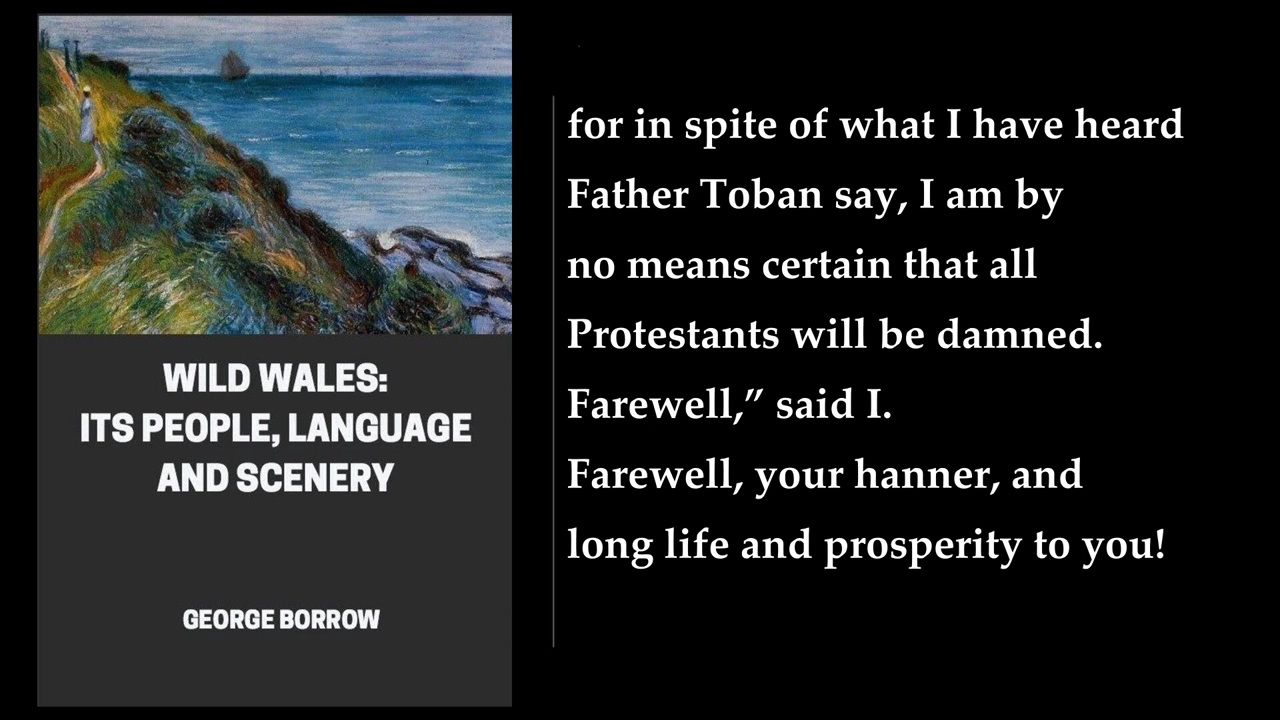 WILD WALES:
ITS PEOPLE, LANGUAGE
AND SCENERY
GEORGE BORROW
for in spite of what I have heard
Father Toban say, I am by
no means certain that all
Protestants will be damned.
Farewell,” said I.
Farewell, your hanner, and
long life and prosperity to you!